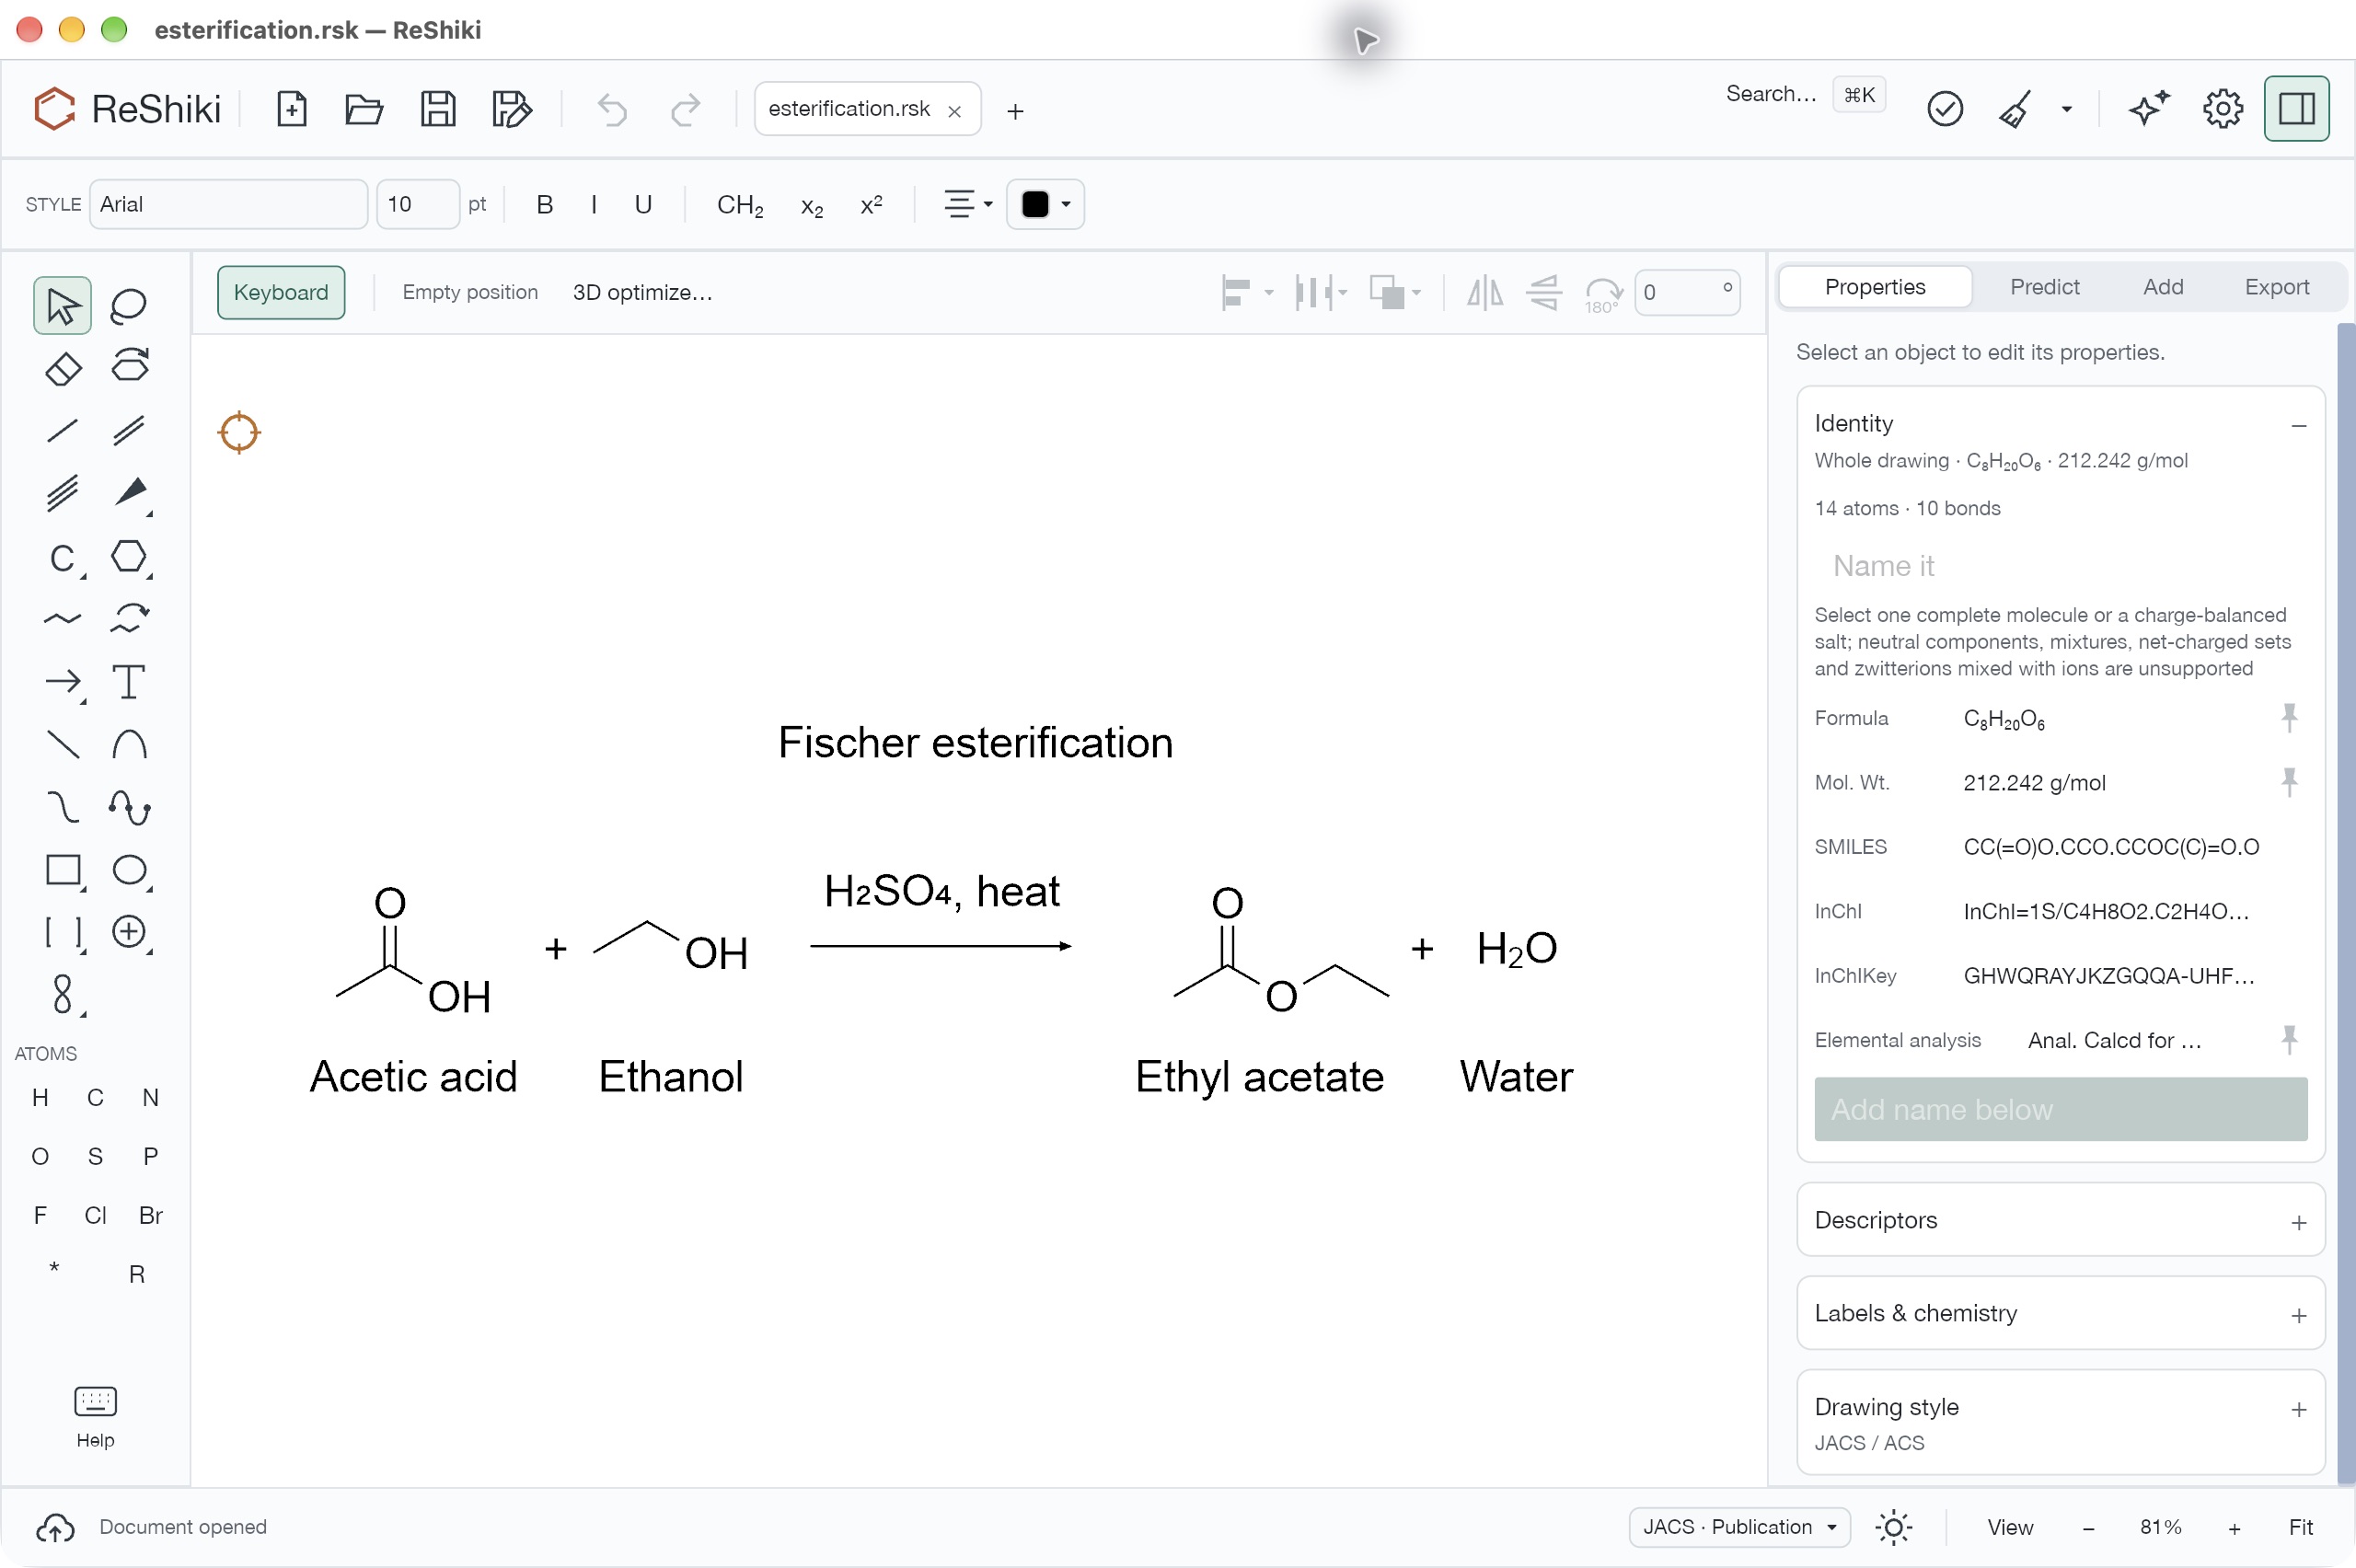 esterification.rsk — ReShiki
ReShiki
esterification.rsk
Search... ⌘K
STYLE Arial 10 pt B I U CH₂ x₂ x²
Keyboard Empty position 3D optimize...
180° 0 °
Properties Predict Add Export
Select an object to edit its properties.
Identity
Whole drawing · C₈H₂₀O₆ · 212.242 g/mol
14 atoms · 10 bonds
Name it
Select one complete molecule or a charge-balanced
salt; neutral components, mixtures, net-charged sets
and zwitterions mixed with ions are unsupported
Formula C₈H₂₀O₆
Mol. Wt. 212.242 g/mol
SMILES CC(=O)O.CCO.CCOC(C)=O.O
InChI InChI=1S/C4H8O2.C2H4O...
InChIKey GHWQRAYJKZGQQA-UHF...
Elemental analysis Anal. Calcd for ...
Add name below
Descriptors
Labels & chemistry
Drawing style
JACS / ACS
C
T
ATOMS
H C N
O S P
F Cl Br
* R
Help
Fischer esterification
H₂SO₄, heat
O
OH
+
OH
O
O
+
H₂O
Acetic acid Ethanol Ethyl acetate Water
Document opened
JACS · Publication View − 81% + Fit